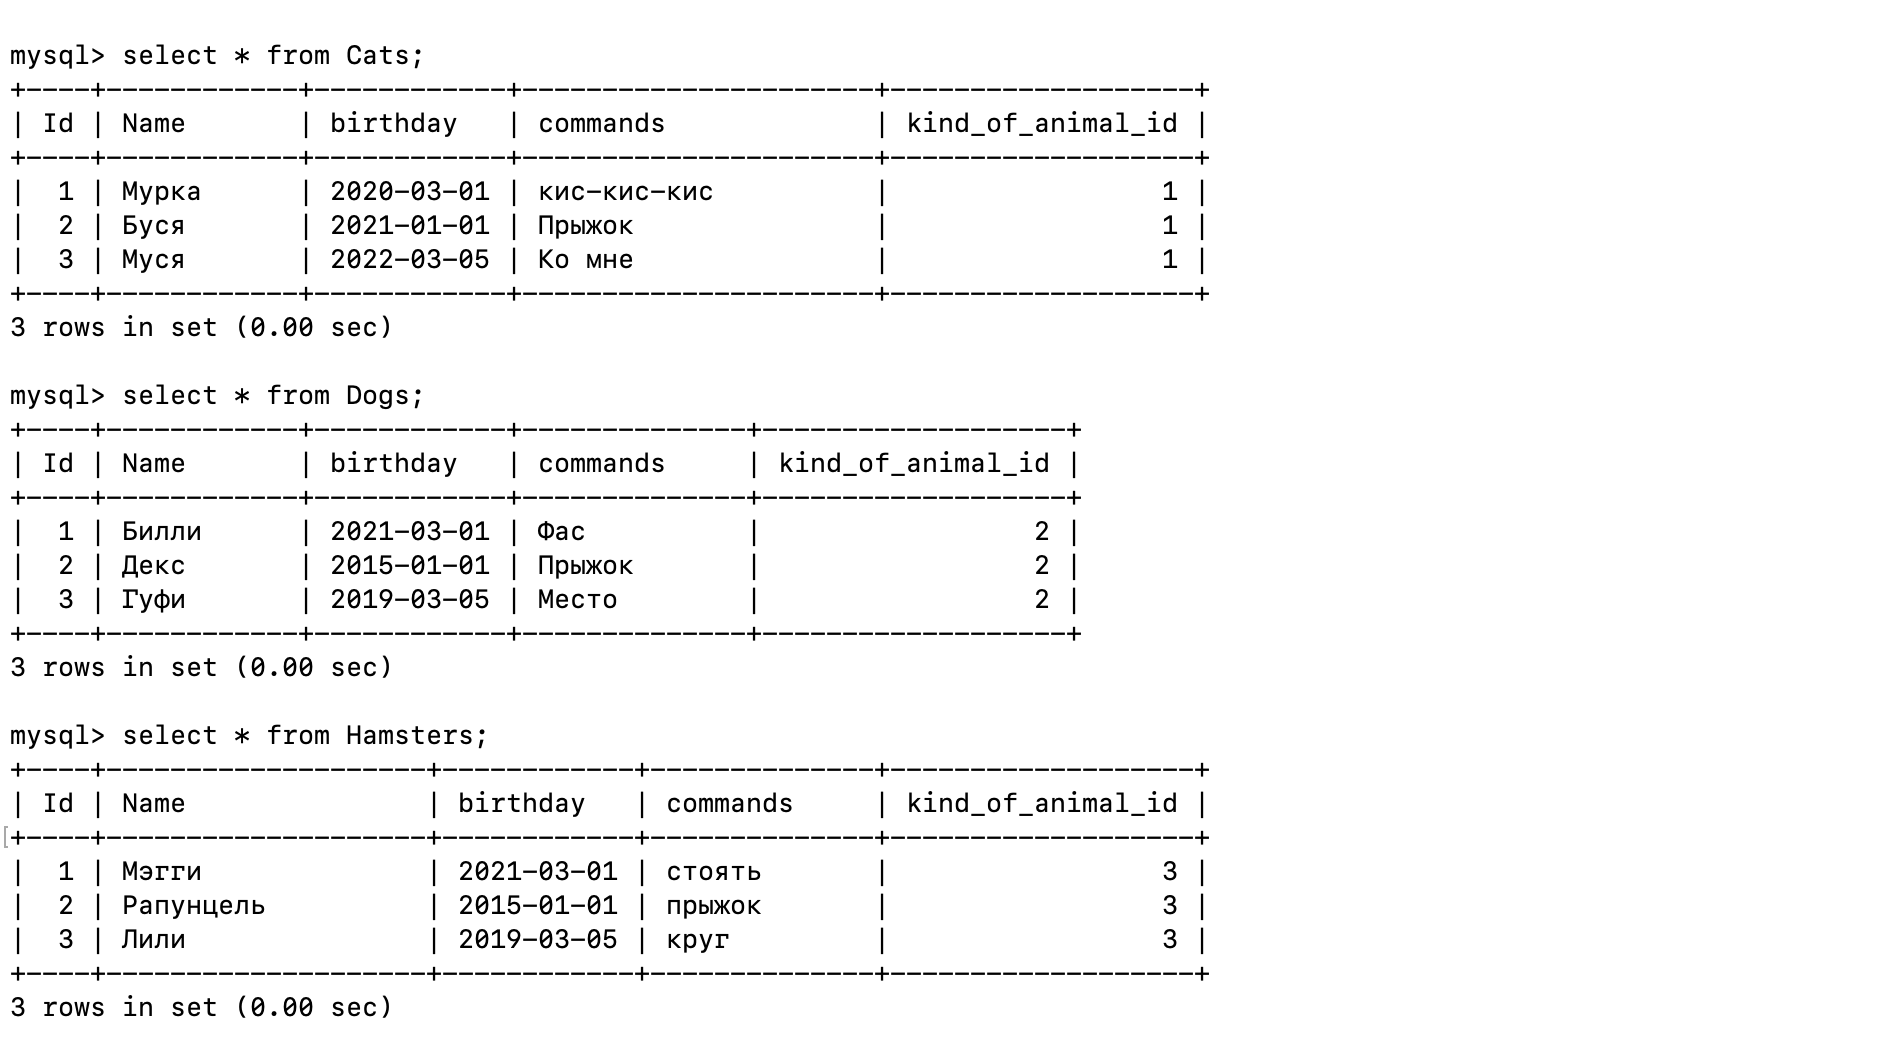 mysql> select * from Cats;
+----+------------+------------+----------------------+-------------------+
| Id | Name       | birthday   | commands             | kind_of_animal_id |
+----+------------+------------+----------------------+-------------------+
|  1 | Мурка      | 2020-03-01 | кис-кис-кис          |                 1 |
|  2 | Буся       | 2021-01-01 | Прыжок               |                 1 |
|  3 | Муся       | 2022-03-05 | Ко мне               |                 1 |
+----+------------+------------+----------------------+-------------------+
3 rows in set (0.00 sec)

mysql> select * from Dogs;
+----+------------+------------+--------------+-------------------+
| Id | Name       | birthday   | commands     | kind_of_animal_id |
+----+------------+------------+--------------+-------------------+
|  1 | Билли      | 2021-03-01 | Фас          |                 2 |
|  2 | Декс       | 2015-01-01 | Прыжок       |                 2 |
|  3 | Гуфи       | 2019-03-05 | Место        |                 2 |
+----+------------+------------+--------------+-------------------+
3 rows in set (0.00 sec)

mysql> select * from Hamsters;
+----+--------------------+------------+--------------+-------------------+
| Id | Name               | birthday   | commands     | kind_of_animal_id |
[+----+--------------------+------------+--------------+-------------------+
|  1 | Мэгги              | 2021-03-01 | стоять       |                 3 |
|  2 | Рапунцель          | 2015-01-01 | прыжок       |                 3 |
|  3 | Лили               | 2019-03-05 | круг         |                 3 |
+----+--------------------+------------+--------------+-------------------+
3 rows in set (0.00 sec)